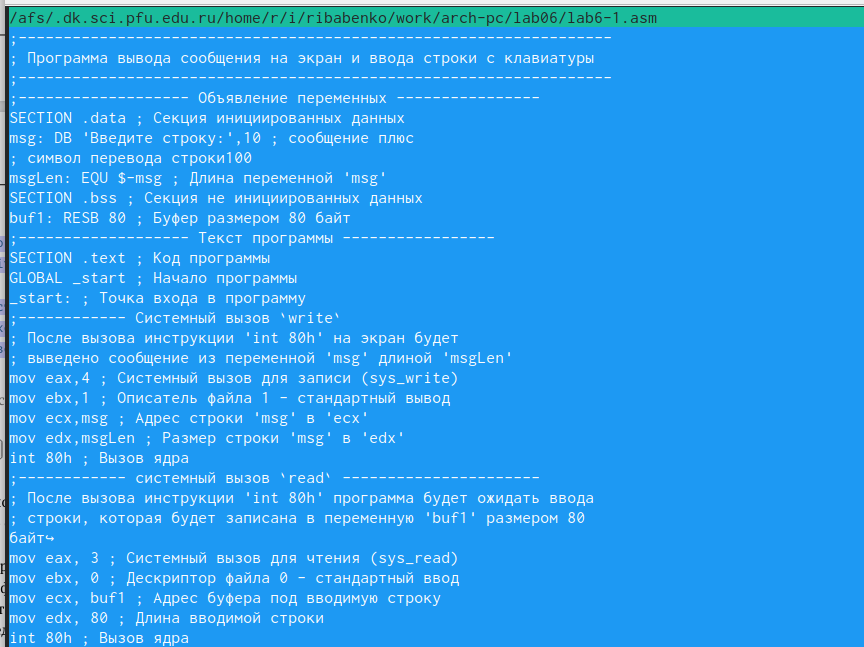 /afs/.dk.sci.pfu.edu.ru/home/r/i/ribabenko/work/arch-pc/lab06/lab6-1.asm
;------------------------------------------------------------------
; Программа вывода сообщения на экран и ввода строки с клавиатуры
;------------------------------------------------------------------
;------------------- Объявление переменных ----------------
SECTION .data ; Секция инициированных данных
msg: DB 'Введите строку:',10 ; сообщение плюс
; символ перевода строки100
msgLen: EQU $-msg ; Длина переменной 'msg'
SECTION .bss ; Секция не инициированных данных
buf1: RESB 80 ; Буфер размером 80 байт
;------------------- Текст программы -----------------
SECTION .text ; Код программы
GLOBAL _start ; Начало программы
_start: ; Точка входа в программу
;------------ Системный вызов `write`
; После вызова инструкции 'int 80h' на экран будет
; выведено сообщение из переменной 'msg' длиной 'msgLen'
mov eax,4 ; Системный вызов для записи (sys_write)
mov ebx,1 ; Описатель файла 1 - стандартный вывод
mov ecx,msg ; Адрес строки 'msg' в 'ecx'
mov edx,msgLen ; Размер строки 'msg' в 'edx'
int 80h ; Вызов ядра
;------------ системный вызов `read` ----------------------
; После вызова инструкции 'int 80h' программа будет ожидать ввода
; строки, которая будет записана в переменную 'buf1' размером 80
байт↪
mov eax, 3 ; Системный вызов для чтения (sys_read)
mov ebx, 0 ; Дескриптор файла 0 - стандартный ввод
mov ecx, buf1 ; Адрес буфера под вводимую строку
mov edx, 80 ; Длина вводимой строки
int 80h ; Вызов ядра